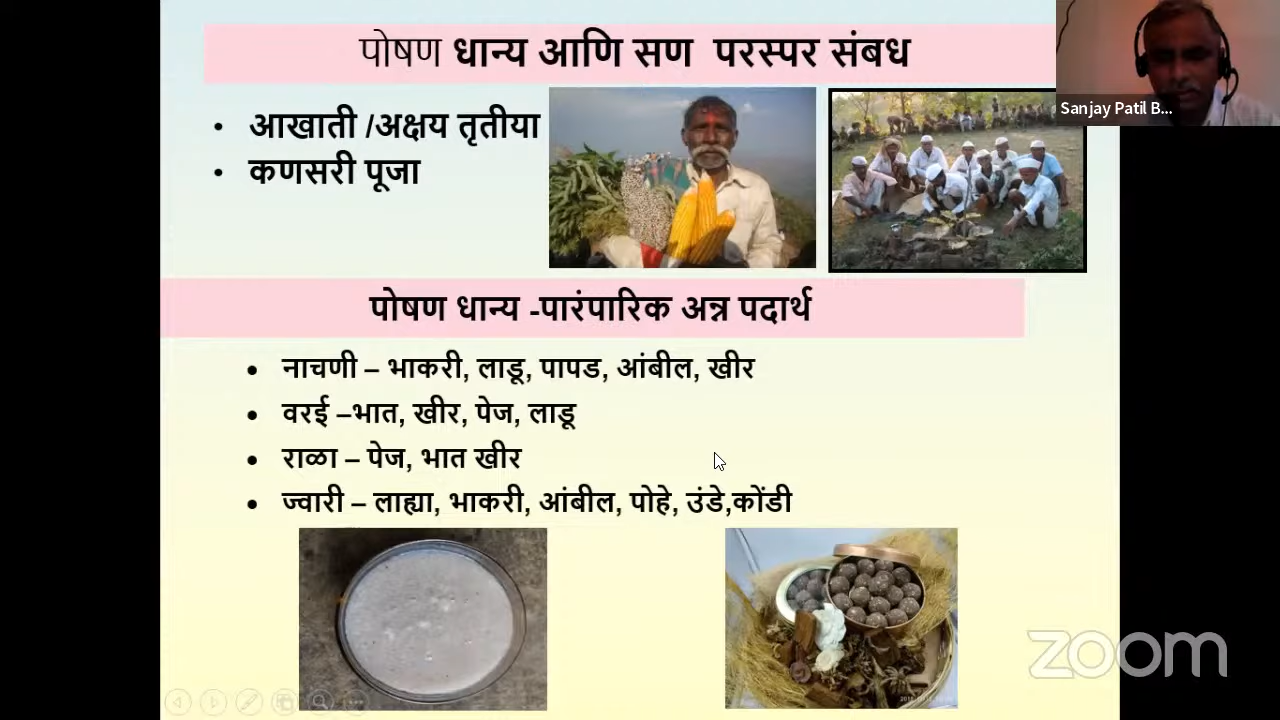 पोषण धान्य आणि सण परस्पर संबध
Sanjay Patil B...
• आखाती /अक्षय तृतीया
• कणसरी पूजा
पोषण धान्य -पारंपारिक अन्न पदार्थ
• नाचणी – भाकरी, लाडू, पापड, आंबील, खीर
• वरई –भात, खीर, पेज, लाडू
• राळा – पेज, भात खीर
• ज्वारी – लाह्या, भाकरी, आंबील, पोहे, उंडे,कोंडी
zoom